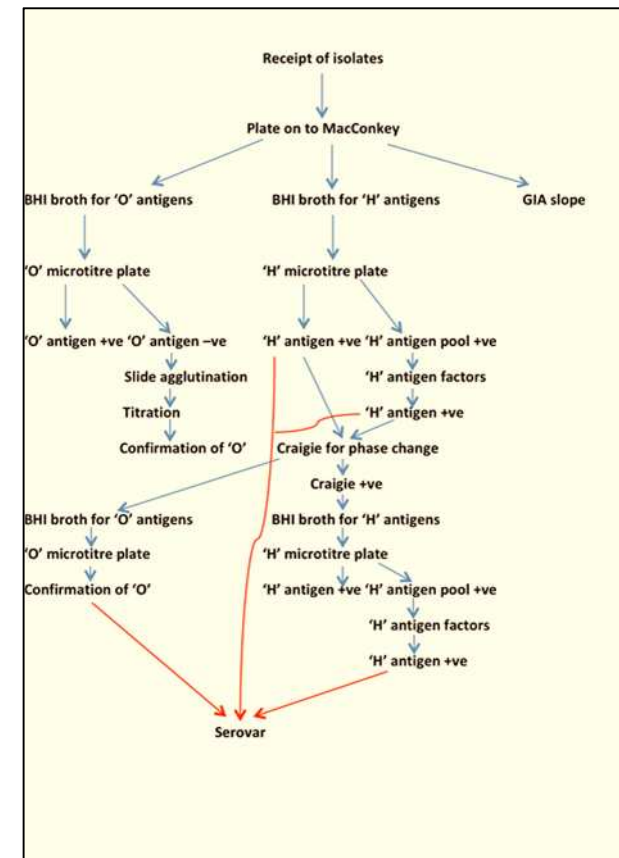 Receipt of isolates
Plate on to MacConkey
BHI broth for ‘O’ antigens BHI broth for ‘H’ antigens GIA slope
‘O’ microtitre plate ‘H’ microtitre plate
‘O’ antigen +ve ‘O’ antigen –ve ‘H’ antigen +ve ‘H’ antigen pool +ve
Slide agglutination ‘H’ antigen factors
Titration ‘H’ antigen +ve
Confirmation of ‘O’ Craigie for phase change
Craigie +ve
BHI broth for ‘O’ antigens BHI broth for ‘H’ antigens
‘O’ microtitre plate ‘H’ microtitre plate
Confirmation of ‘O’ ‘H’ antigen +ve ‘H’ antigen pool +ve
‘H’ antigen factors
‘H’ antigen +ve
Serovar